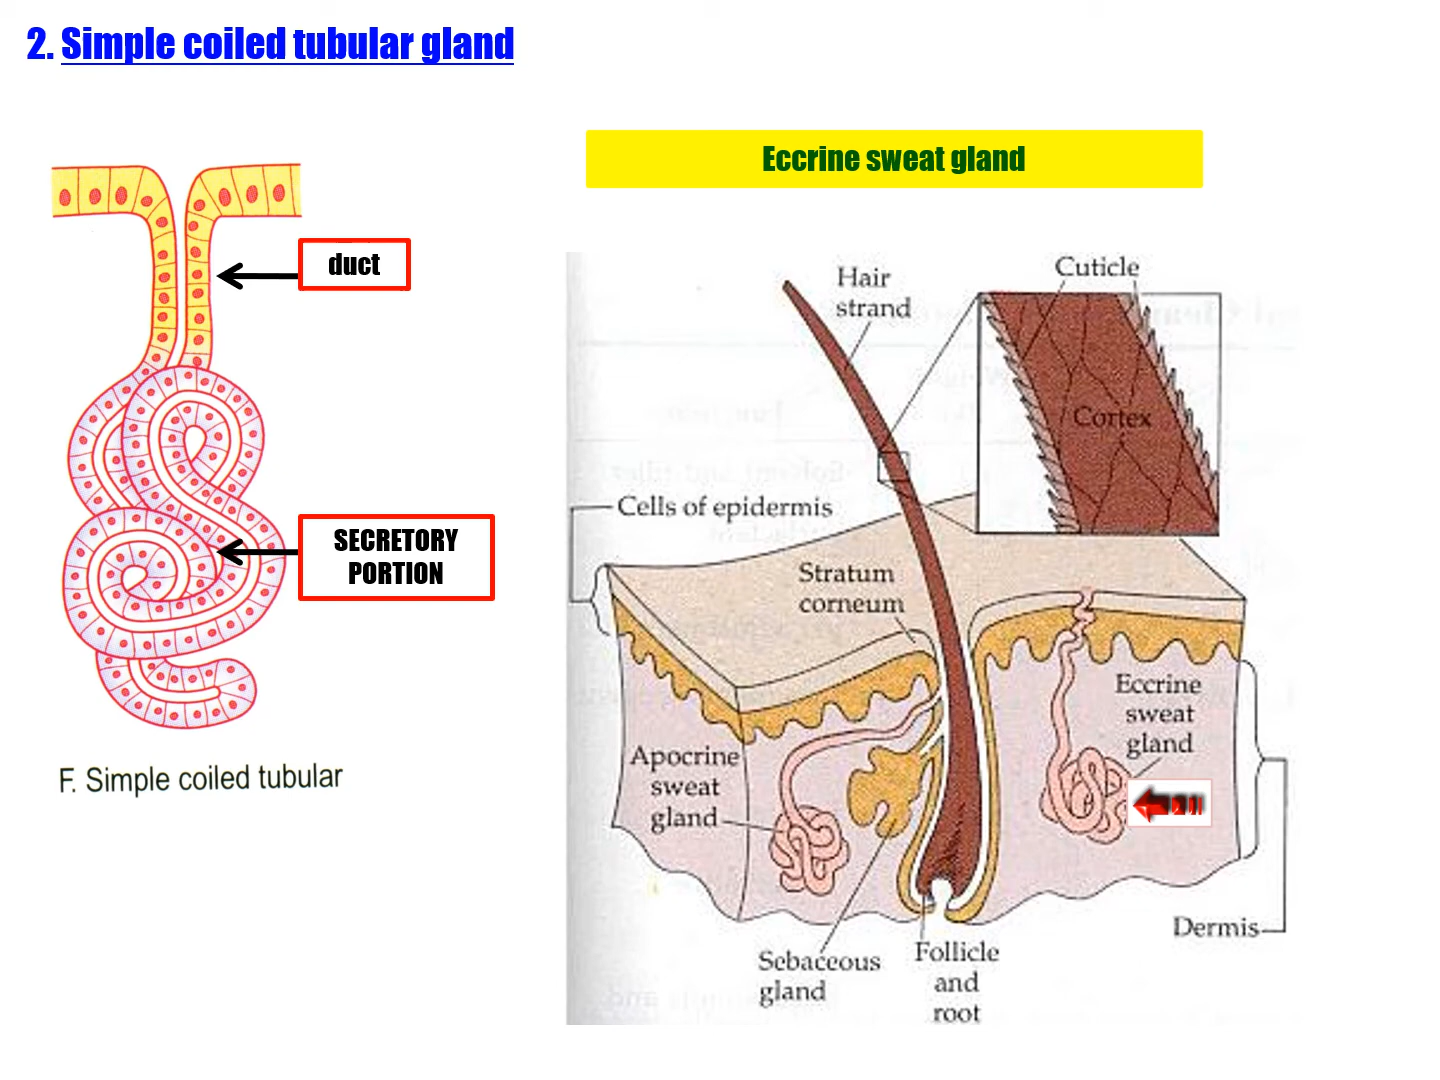 2. Simple coiled tubular gland
Eccrine sweat gland
duct
SECRETORY
PORTION
F. Simple coiled tubular
Hair
strand
Cuticle
Cortex
Cells of epidermis
Stratum
corneum
Eccrine
sweat
gland
Apocrine
sweat
gland
Dermis
Sebaceous
gland
Follicle
and
root